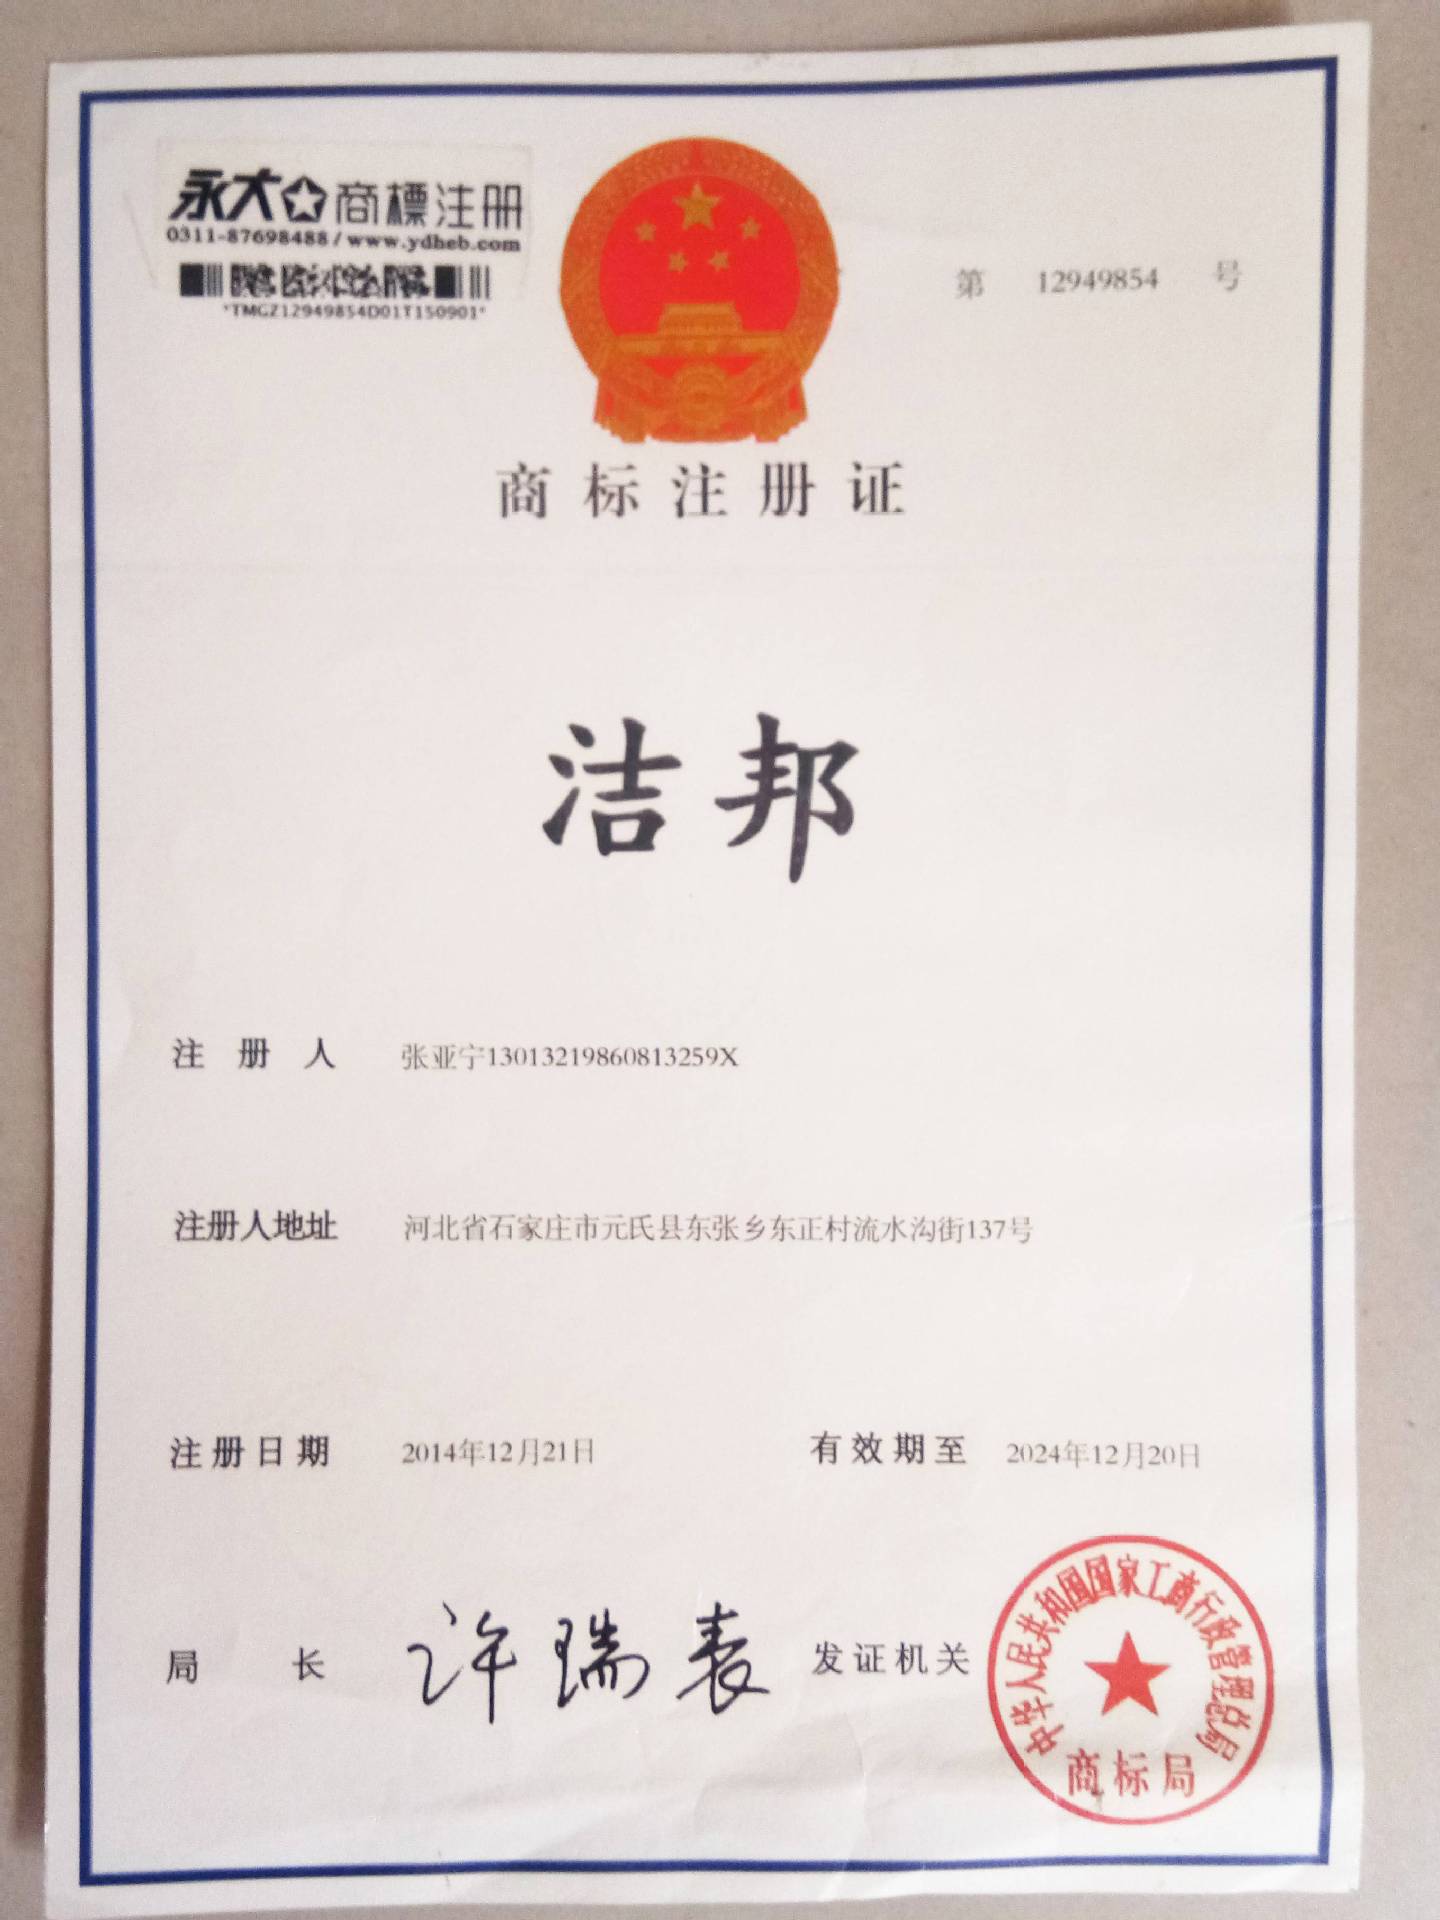 永大商標注册
0311-87698488/www.ydheb.com
*TMGZ12949854D01T150901*
第 12949854 号
商标注册证
洁邦
注册人 张亚宁13013219860813259X
注册人地址 河北省石家庄市元氏县东张乡东正村流水沟街137号
注册日期 2014年12月21日 有效期至 2024年12月20日
局长 许瑞表 发证机关
中华人民共和国国家工商行政管理总局
商标局